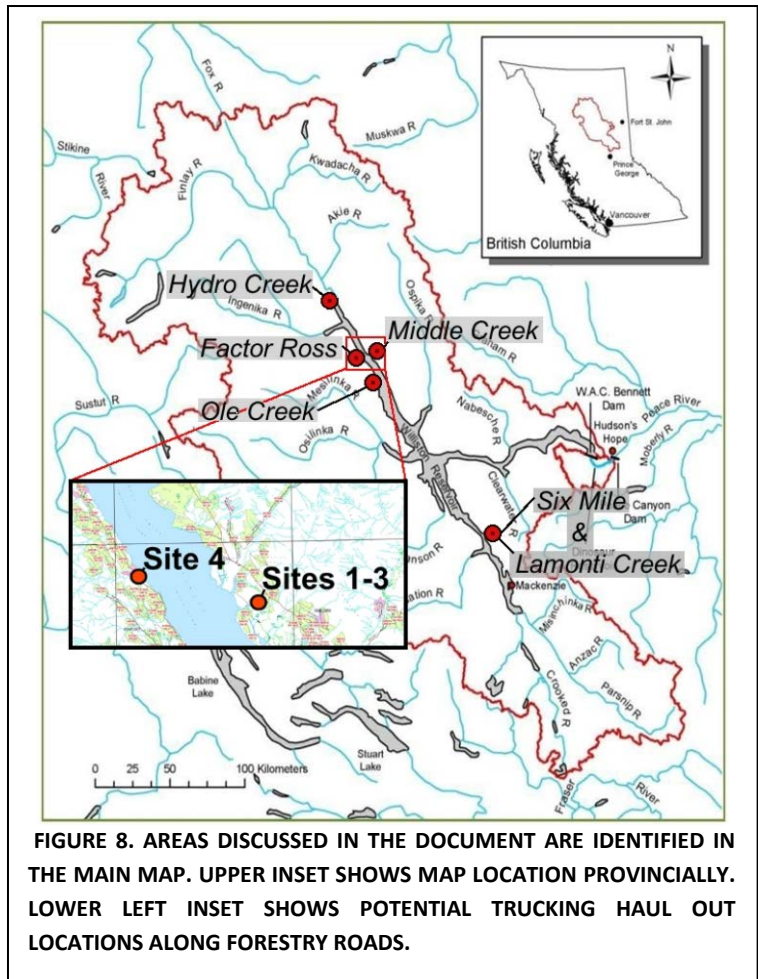 Fox R
Muskwa R
Stikine
River
Finlay R
Kwadacha R
Akie R
N
Fort St. John
Prince
George
Vancouver
British Columbia
Hydro Creek
Ingenika R
Ospika R
Middle Creek
Factor Ross
Mesilinka R
Ole Creek
Sustut R
Osilinka R
Nabesche R
W.A.C. Bennett
Dam
Hudson's
Hope
Peace River
Moberly R
Williston Reservoir
Clearwater R
Canyon
Dam
Six Mile
&
Lamonti Creek
Site 4
Sites 1-3
Mackenzie
Misinchinka R
Anzac R
Parsnip R
Crooked R
Babine
Lake
Stuart
Lake
Fraser
River
0 25 50 100 Kilometers
FIGURE 8. AREAS DISCUSSED IN THE DOCUMENT ARE IDENTIFIED IN
THE MAIN MAP. UPPER INSET SHOWS MAP LOCATION PROVINCIALLY.
LOWER LEFT INSET SHOWS POTENTIAL TRUCKING HAUL OUT
LOCATIONS ALONG FORESTRY ROADS.